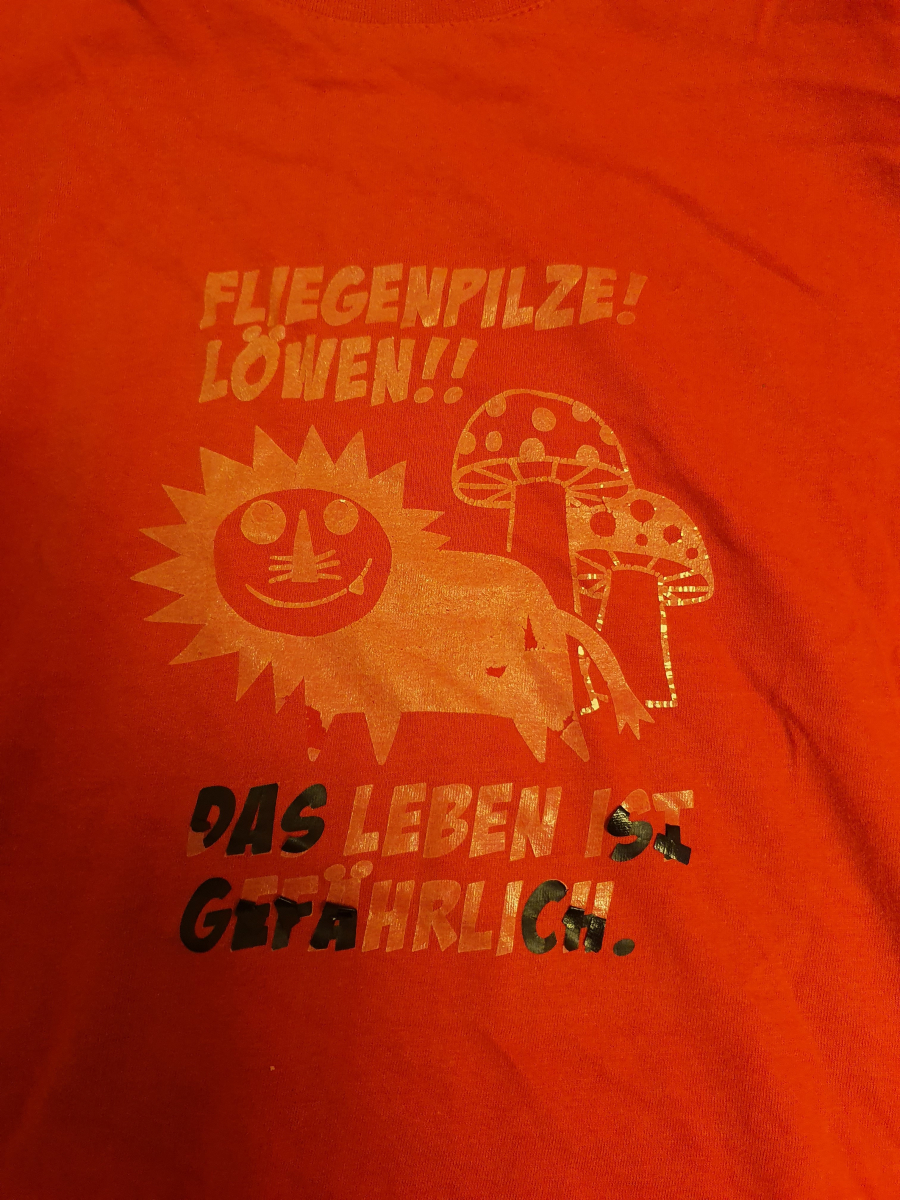 FLIEGENPILZE!
LÖWEN!!
DAS LEBEN IST
GEFÄHRLICH.